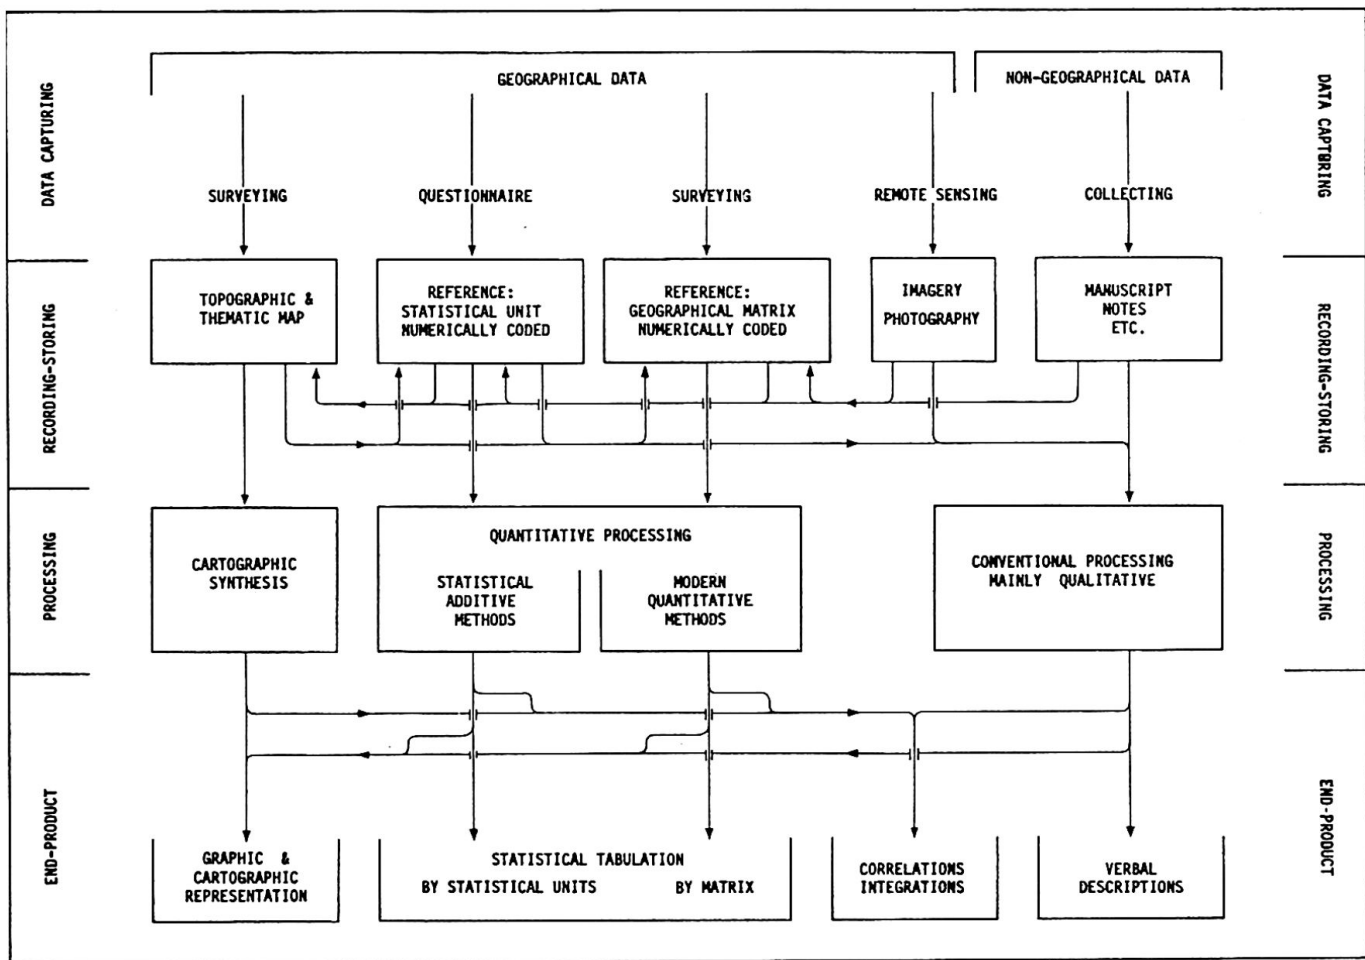 GEOGRAPHICAL DATA
NON-GEOGRAPHICAL DATA
DATA CAPTURING
DATA CAPTBRING
SURVEYING
QUESTIONNAIRE
SURVEYING
REMOTE SENSING
COLLECTING
RECORDING-STORING
RECORDING-STORING
TOPOGRAPHIC &
THEMATIC MAP
REFERENCE:
STATISTICAL UNIT
NUMERICALLY CODED
REFERENCE:
GEOGRAPHICAL MATRIX
NUMERICALLY CODED
IMAGERY
PHOTOGRAPHY
MANUSCRIPT
NOTES
ETC.
PROCESSING
PROCESSING
CARTOGRAPHIC
SYNTHESIS
QUANTITATIVE PROCESSING
STATISTICAL
ADDITIVE
METHODS
MODERN
QUANTITATIVE
METHODS
CONVENTIONAL PROCESSING
MAINLY QUALITATIVE
END-PRODUCT
END-PRODUCT
GRAPHIC &
CARTOGRAPHIC
REPRESENTATION
STATISTICAL TABULATION
BY STATISTICAL UNITS
BY MATRIX
CORRELATIONS
INTEGRATIONS
VERBAL
DESCRIPTIONS